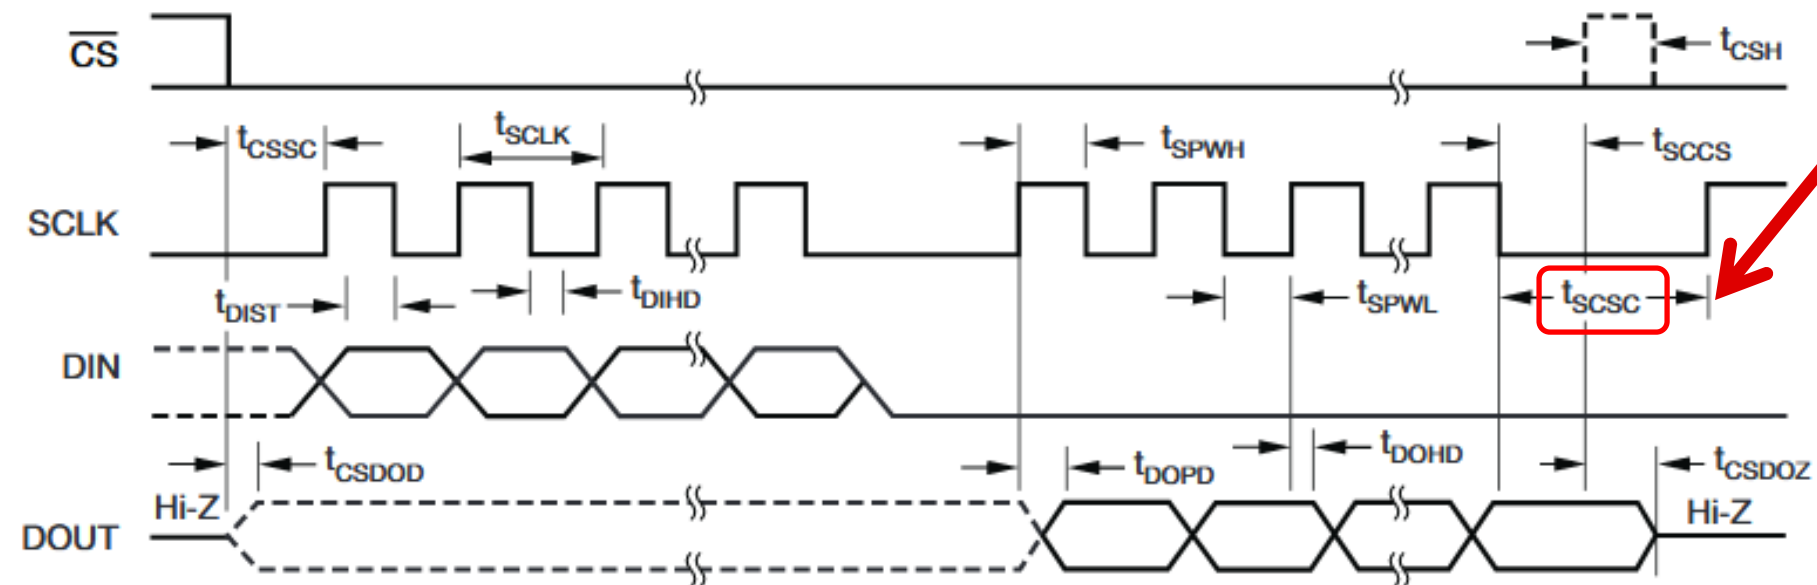 CS
tCSH
tCSSC
tSCLK
tSPWH
tSCCS
SCLK
tDIST
tDIHD
tSPWL
tSCSC
DIN
tCSDOD
tDOPD
tDOHD
tCSDOZ
Hi-Z
Hi-Z
DOUT